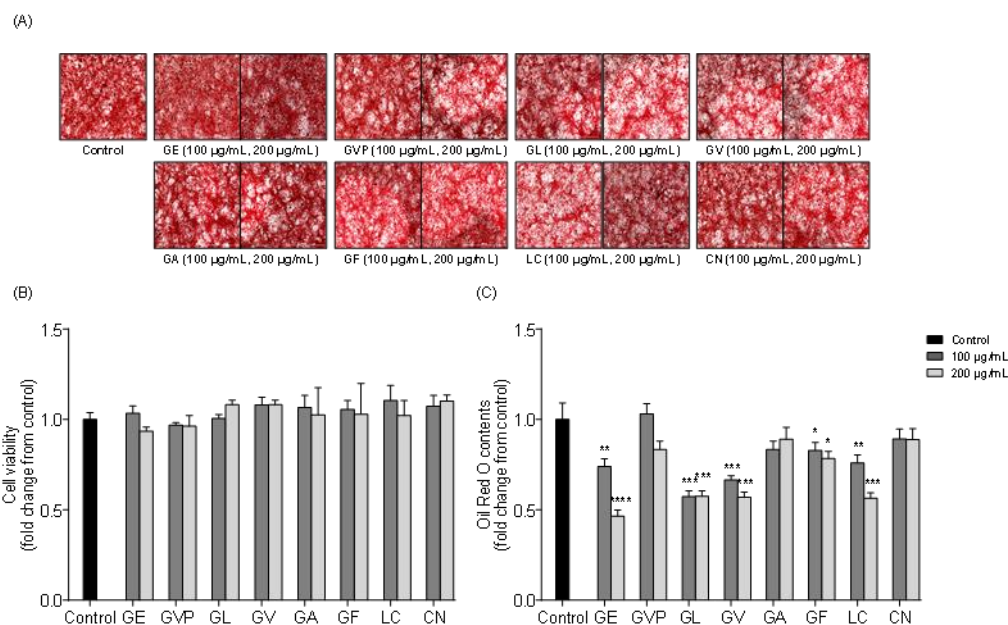 (A)
Control
GE (100 µg/mL, 200 µg/mL)
GVP (100 µg/mL, 200 µg/mL)
GL (100 µg/mL, 200 µg/mL)
GV (100 µg/mL, 200 µg/mL)
GA (100 µg/mL, 200 µg/mL)
GF (100 µg/mL, 200 µg/mL)
LC (100 µg/mL, 200 µg/mL)
CN (100 µg/mL, 200 µg/mL)
(B)
Cell viability
(fold change from control)
1.5
1.0
0.5
0.0
Control GE GVP GL GV GA GF LC CN
(C)
Oil Red O contents
(fold change from control)
1.5
1.0
0.5
0.0
** **** *** *** *** *** * * ** ***
Control GE GVP GL GV GA GF LC CN
Control
100 µg/mL
200 µg/mL